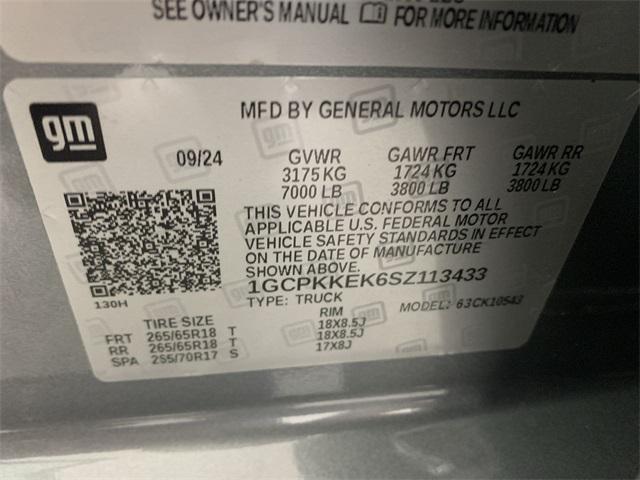 SEE OWNER'S MANUAL FOR MORE INFORMATION
gm
MFD BY GENERAL MOTORS LLC
09/24 GVWR GAWR FRT GAWR RR
3175 KG 1724 KG 1724 KG
7000 LB 3800 LB 3800 LB
THIS VEHICLE CONFORMS TO ALL
APPLICABLE U.S. FEDERAL MOTOR
VEHICLE SAFETY STANDARDS IN EFFECT
ON THE DATE OF MANUFACTURE
SHOWN ABOVE.
1GCPKKEK6SZ113433
130H
TYPE: TRUCK MODEL: 63CK10543
TIRE SIZE RIM
FRT 265/65R18 T 18X8.5J
RR 265/65R18 T 18X8.5J
SPA 255/70R17 S 17X8J